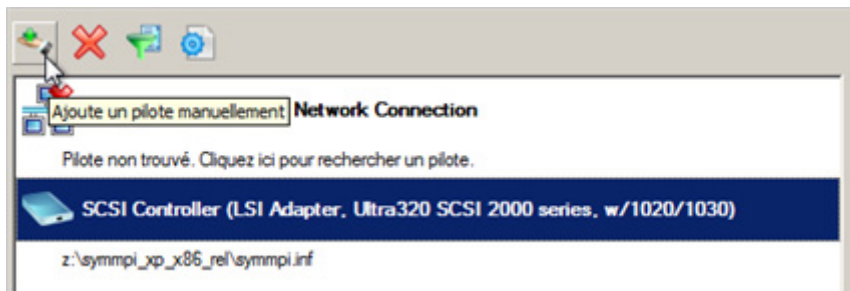 Ajoute un pilote manuellement Network Connection
Pilote non trouvé. Cliquez ici pour rechercher un pilote.
SCSI Controller (LSI Adapter, Ultra320 SCSI 2000 series, w/1020/1030)
z:\symmpi_xp_x86_rel\symmpi.inf